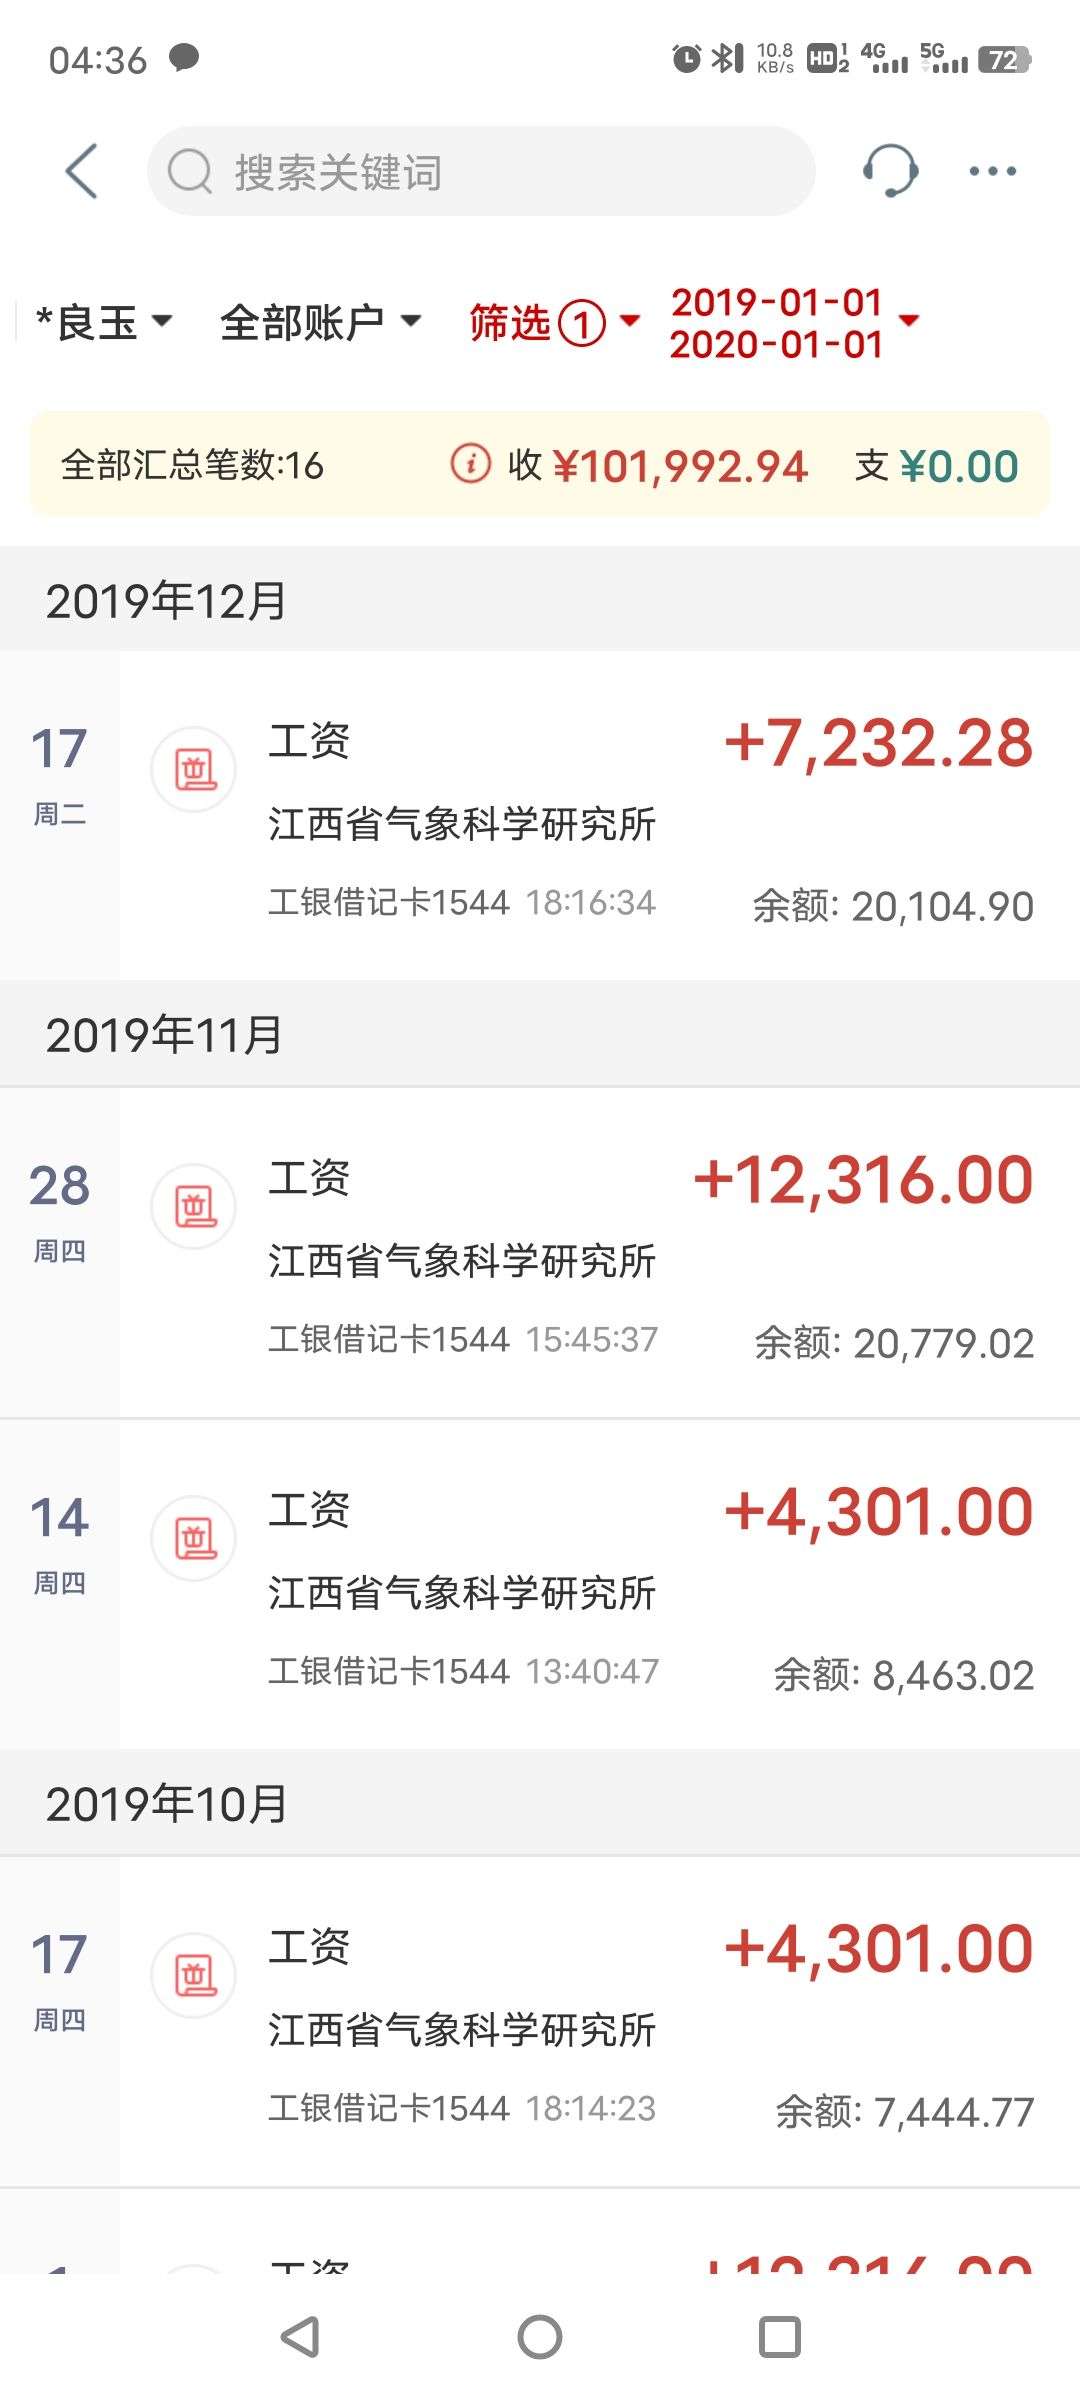 04:36
10.8 KB/s HD 1 2 4G 5G 72
搜索关键词
*良玉 全部账户 筛选① 2019-01-01
2020-01-01
全部汇总笔数:16 收 ¥101,992.94 支 ¥0.00
2019年12月
17 周二
工资 +7,232.28
江西省气象科学研究所
工银借记卡1544 18:16:34 余额: 20,104.90
2019年11月
28 周四
工资 +12,316.00
江西省气象科学研究所
工银借记卡1544 15:45:37 余额: 20,779.02
14 周四
工资 +4,301.00
江西省气象科学研究所
工银借记卡1544 13:40:47 余额: 8,463.02
2019年10月
17 周四
工资 +4,301.00
江西省气象科学研究所
工银借记卡1544 18:14:23 余额: 7,444.77
工资